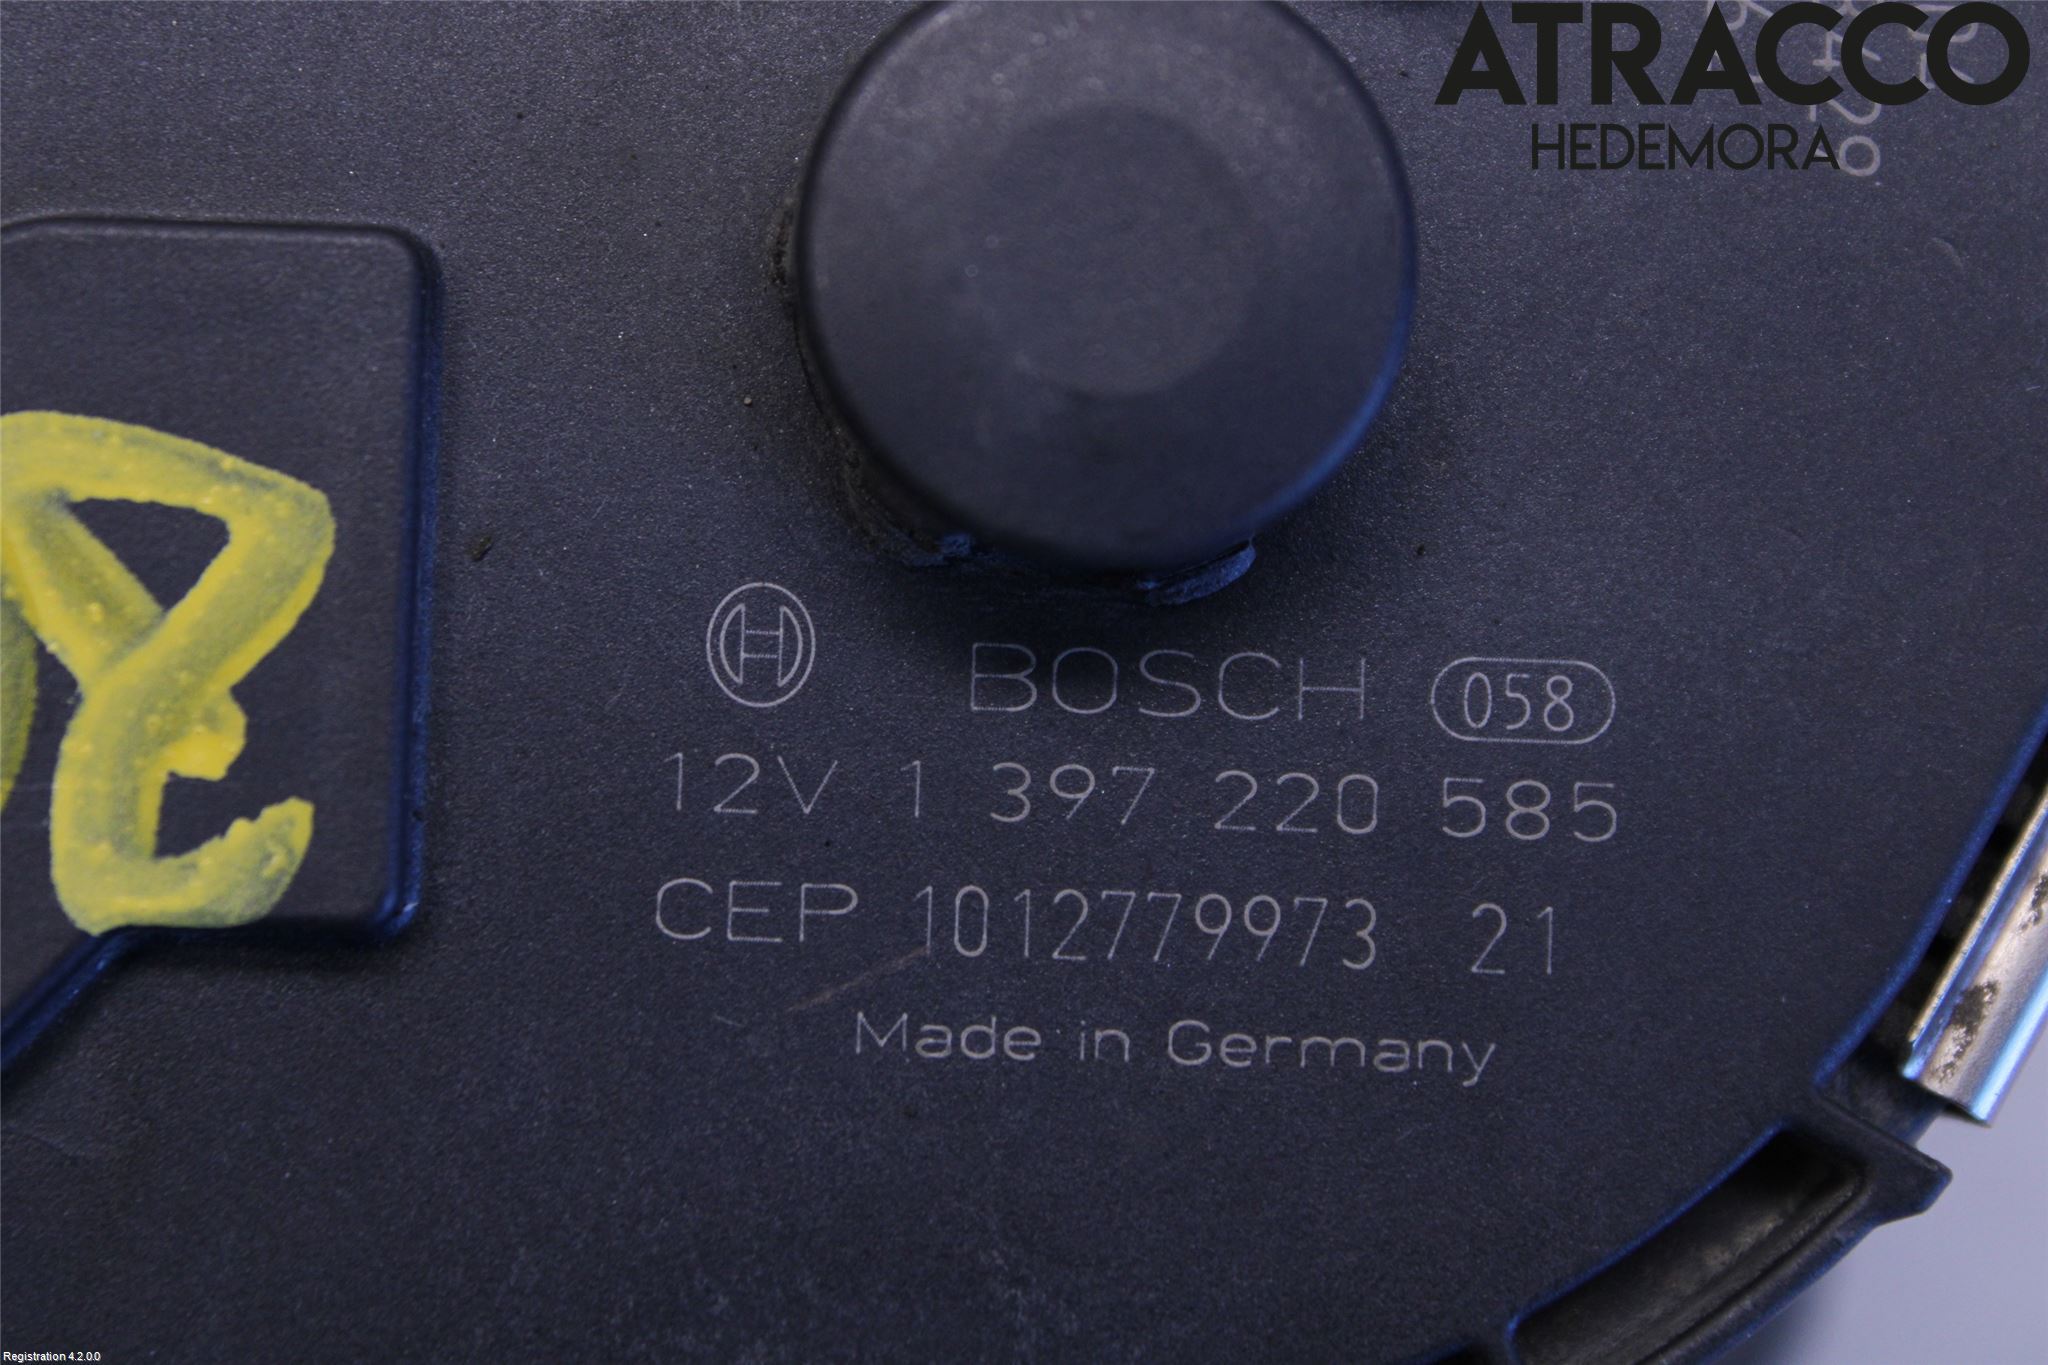 ATRACCO
HEDEMORA
BOSCH 058
12V 1 397 220 585
CEP 1012779973 21
Made in Germany
Registration 4.2.0.0